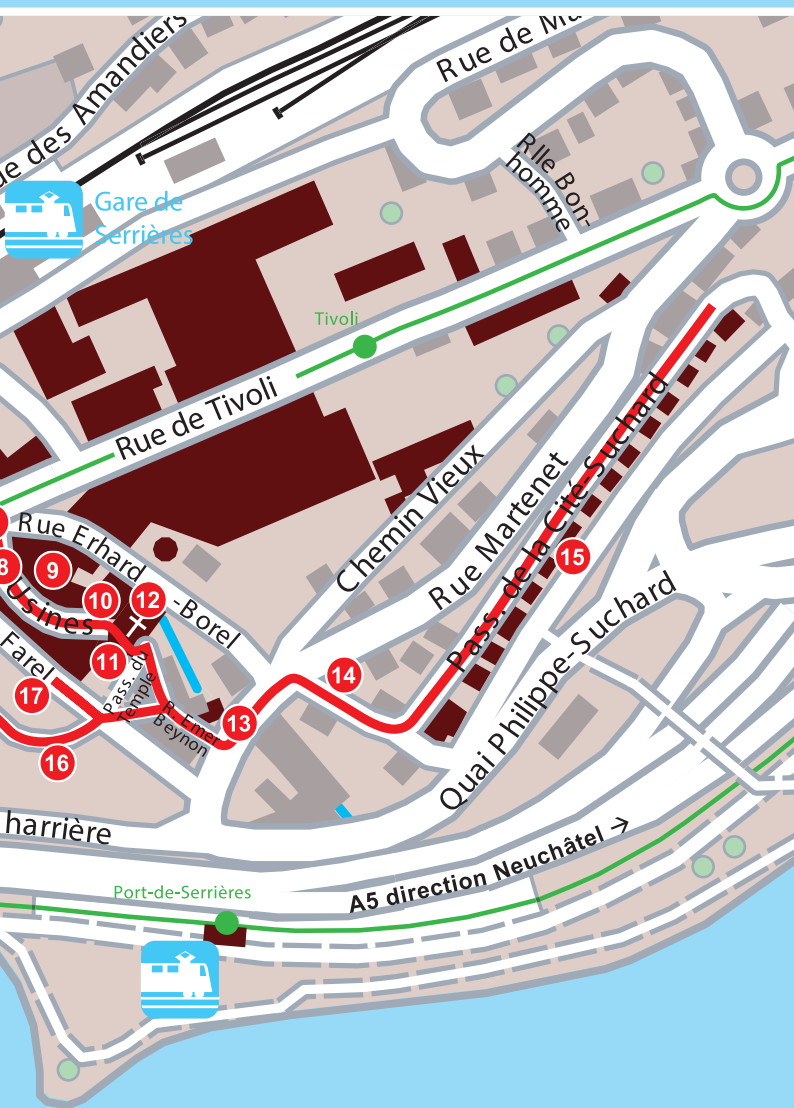 ue des Amandiers
Rue de Ma
Rlle Bon-
homme
Gare de
Serrières
Tivoli
Rue de Tivoli
Chemin Vieux
Rue Martenet
Pass. de la Cité-Suchard
15
Rue Erhard
-Borel
8
9
10
12
Usines
11
Farel
17
Pass. du
Temple
R. Emer
Beynon
13
14
16
Quai Philippe-Suchard
harrière
A5 direction Neuchâtel →
Port-de-Serrières